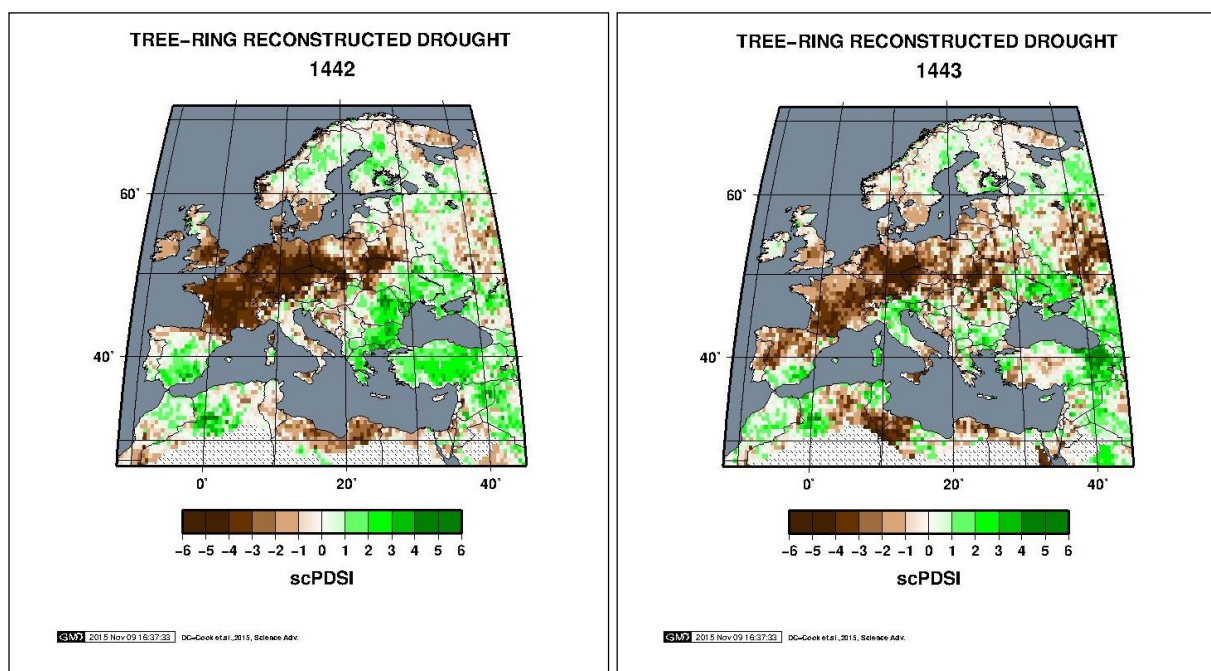 TREE-RING RECONSTRUCTED DROUGHT
1442
60°
40°
0° 20° 40°
-6 -5 -4 -3 -2 -1 0 1 2 3 4 5 6
scPDSI
GMD 2015 Nov 09 16:37:33 DC=Cook et.al.,2015, Science Adv.
TREE-RING RECONSTRUCTED DROUGHT
1443
60°
40°
0° 20° 40°
-6 -5 -4 -3 -2 -1 0 1 2 3 4 5 6
scPDSI
GMD 2015 Nov 09 16:37:33 DC=Cook et.al.,2015, Science Adv.